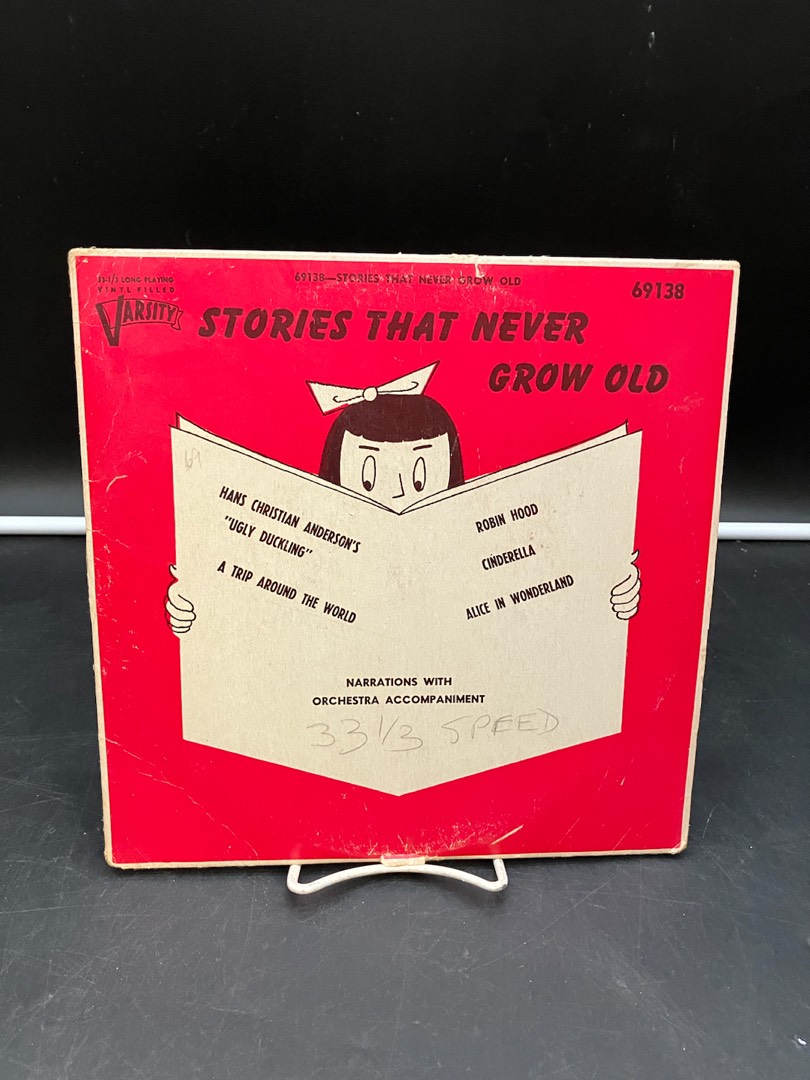 33-1/3 LONG PLAYING
VINYL FILLED
VARSITY
69138—STORIES THAT NEVER GROW OLD
69138
STORIES THAT NEVER
GROW OLD
HANS CHRISTIAN ANDERSON'S
"UGLY DUCKLING"
A TRIP AROUND THE WORLD
ROBIN HOOD
CINDERELLA
ALICE IN WONDERLAND
NARRATIONS WITH
ORCHESTRA ACCOMPANIMENT
33 1/3 SPEED